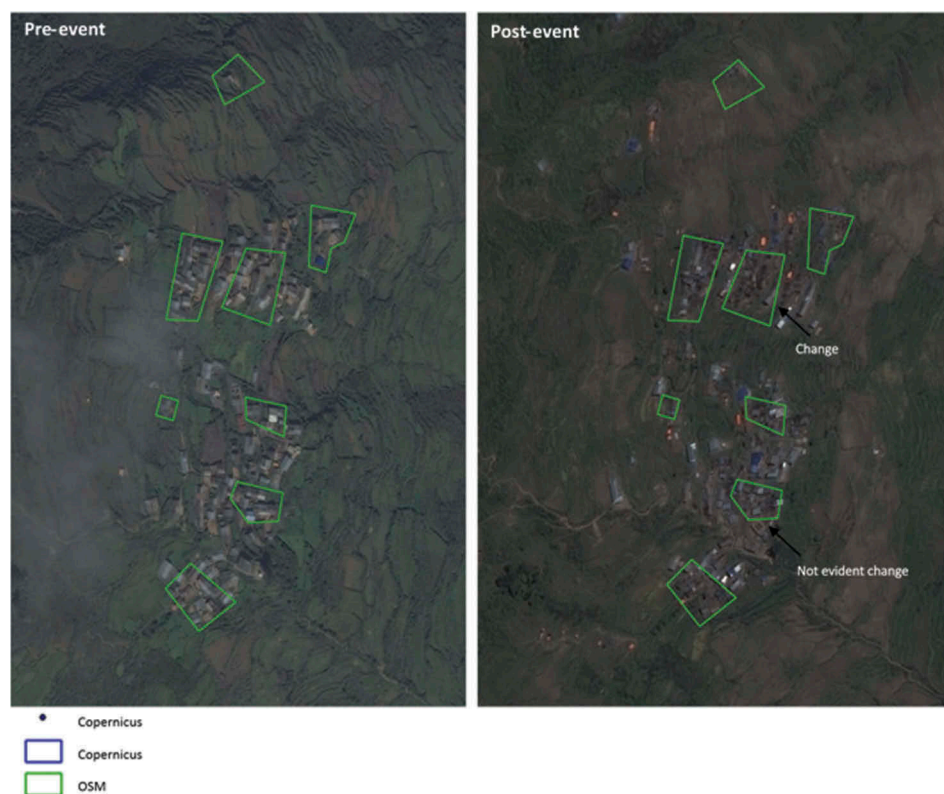 Pre-event
Post-event
Change
Not evident change
Copernicus
Copernicus
OSM